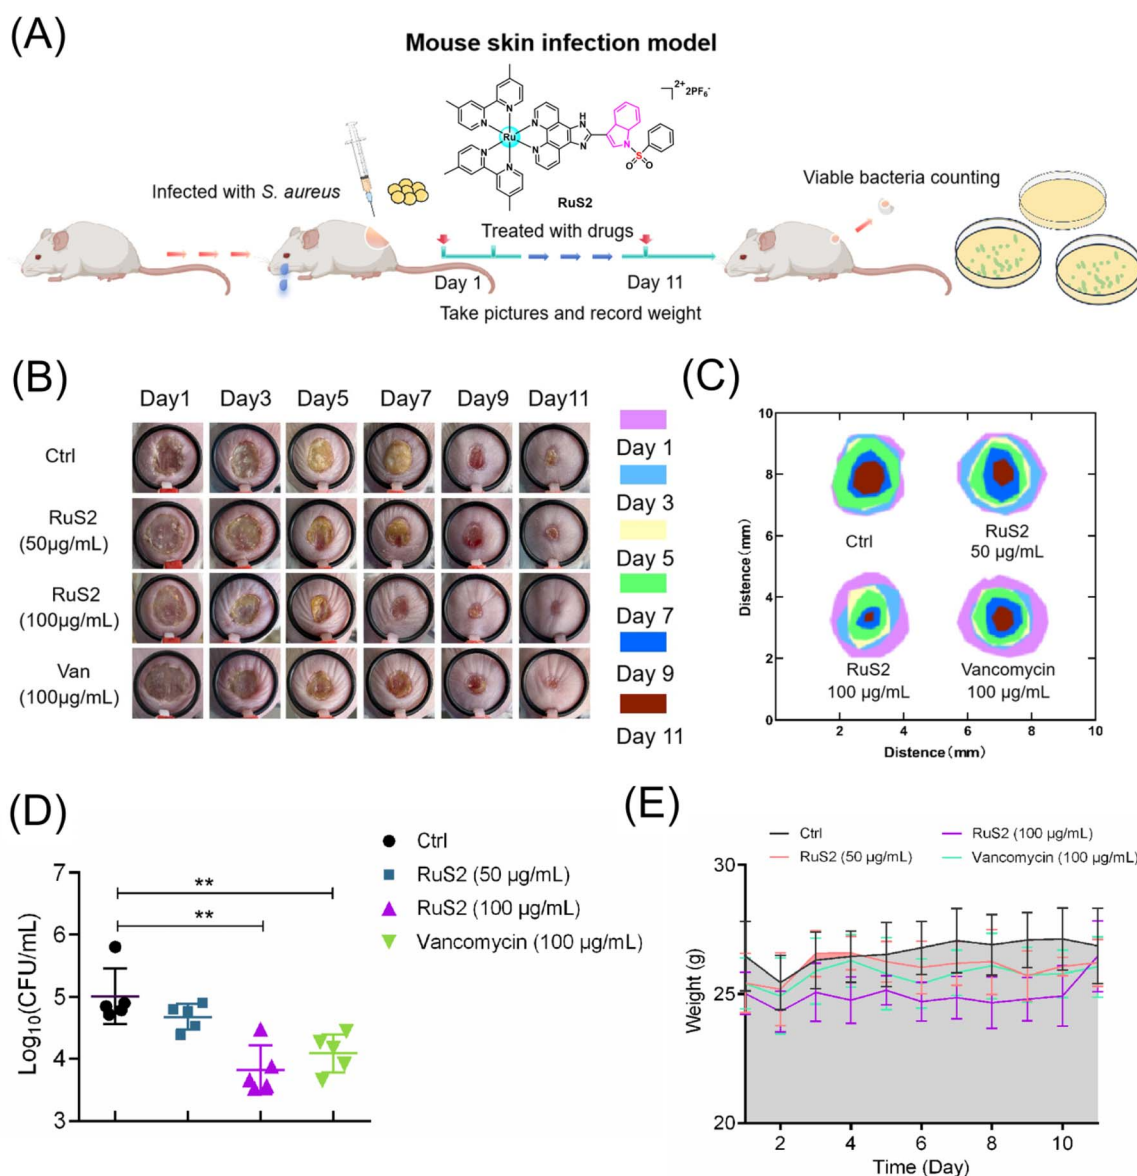 (A)
Mouse skin infection model
2+
2PF6-
N
N
N
N
N
N
Ru
H
N
N
N
S
O
O
RuS2
Infected with S. aureus
Treated with drugs
Viable bacteria counting
Day 1
Day 11
Take pictures and record weight
(B)
Day1 Day3 Day5 Day7 Day9 Day11
Ctrl
RuS2
(50μg/mL)
RuS2
(100μg/mL)
Van
(100μg/mL)
Day 1
Day 3
Day 5
Day 7
Day 9
Day 11
(C)
10
8
6
4
2
0
Distence(mm)
Ctrl
RuS2
50 μg/mL
RuS2
100 μg/mL
Vancomycin
100 μg/mL
2 4 6 8 10
Distence(mm)
(D)
Ctrl
RuS2 (50 μg/mL)
RuS2 (100 μg/mL)
Vancomycin (100 μg/mL)
**
**
7
6
5
4
3
Log10(CFU/mL)
(E)
Ctrl
RuS2 (100 μg/mL)
RuS2 (50 μg/mL)
Vancomycin (100 μg/mL)
30
25
20
Weight (g)
2 4 6 8 10
Time (Day)